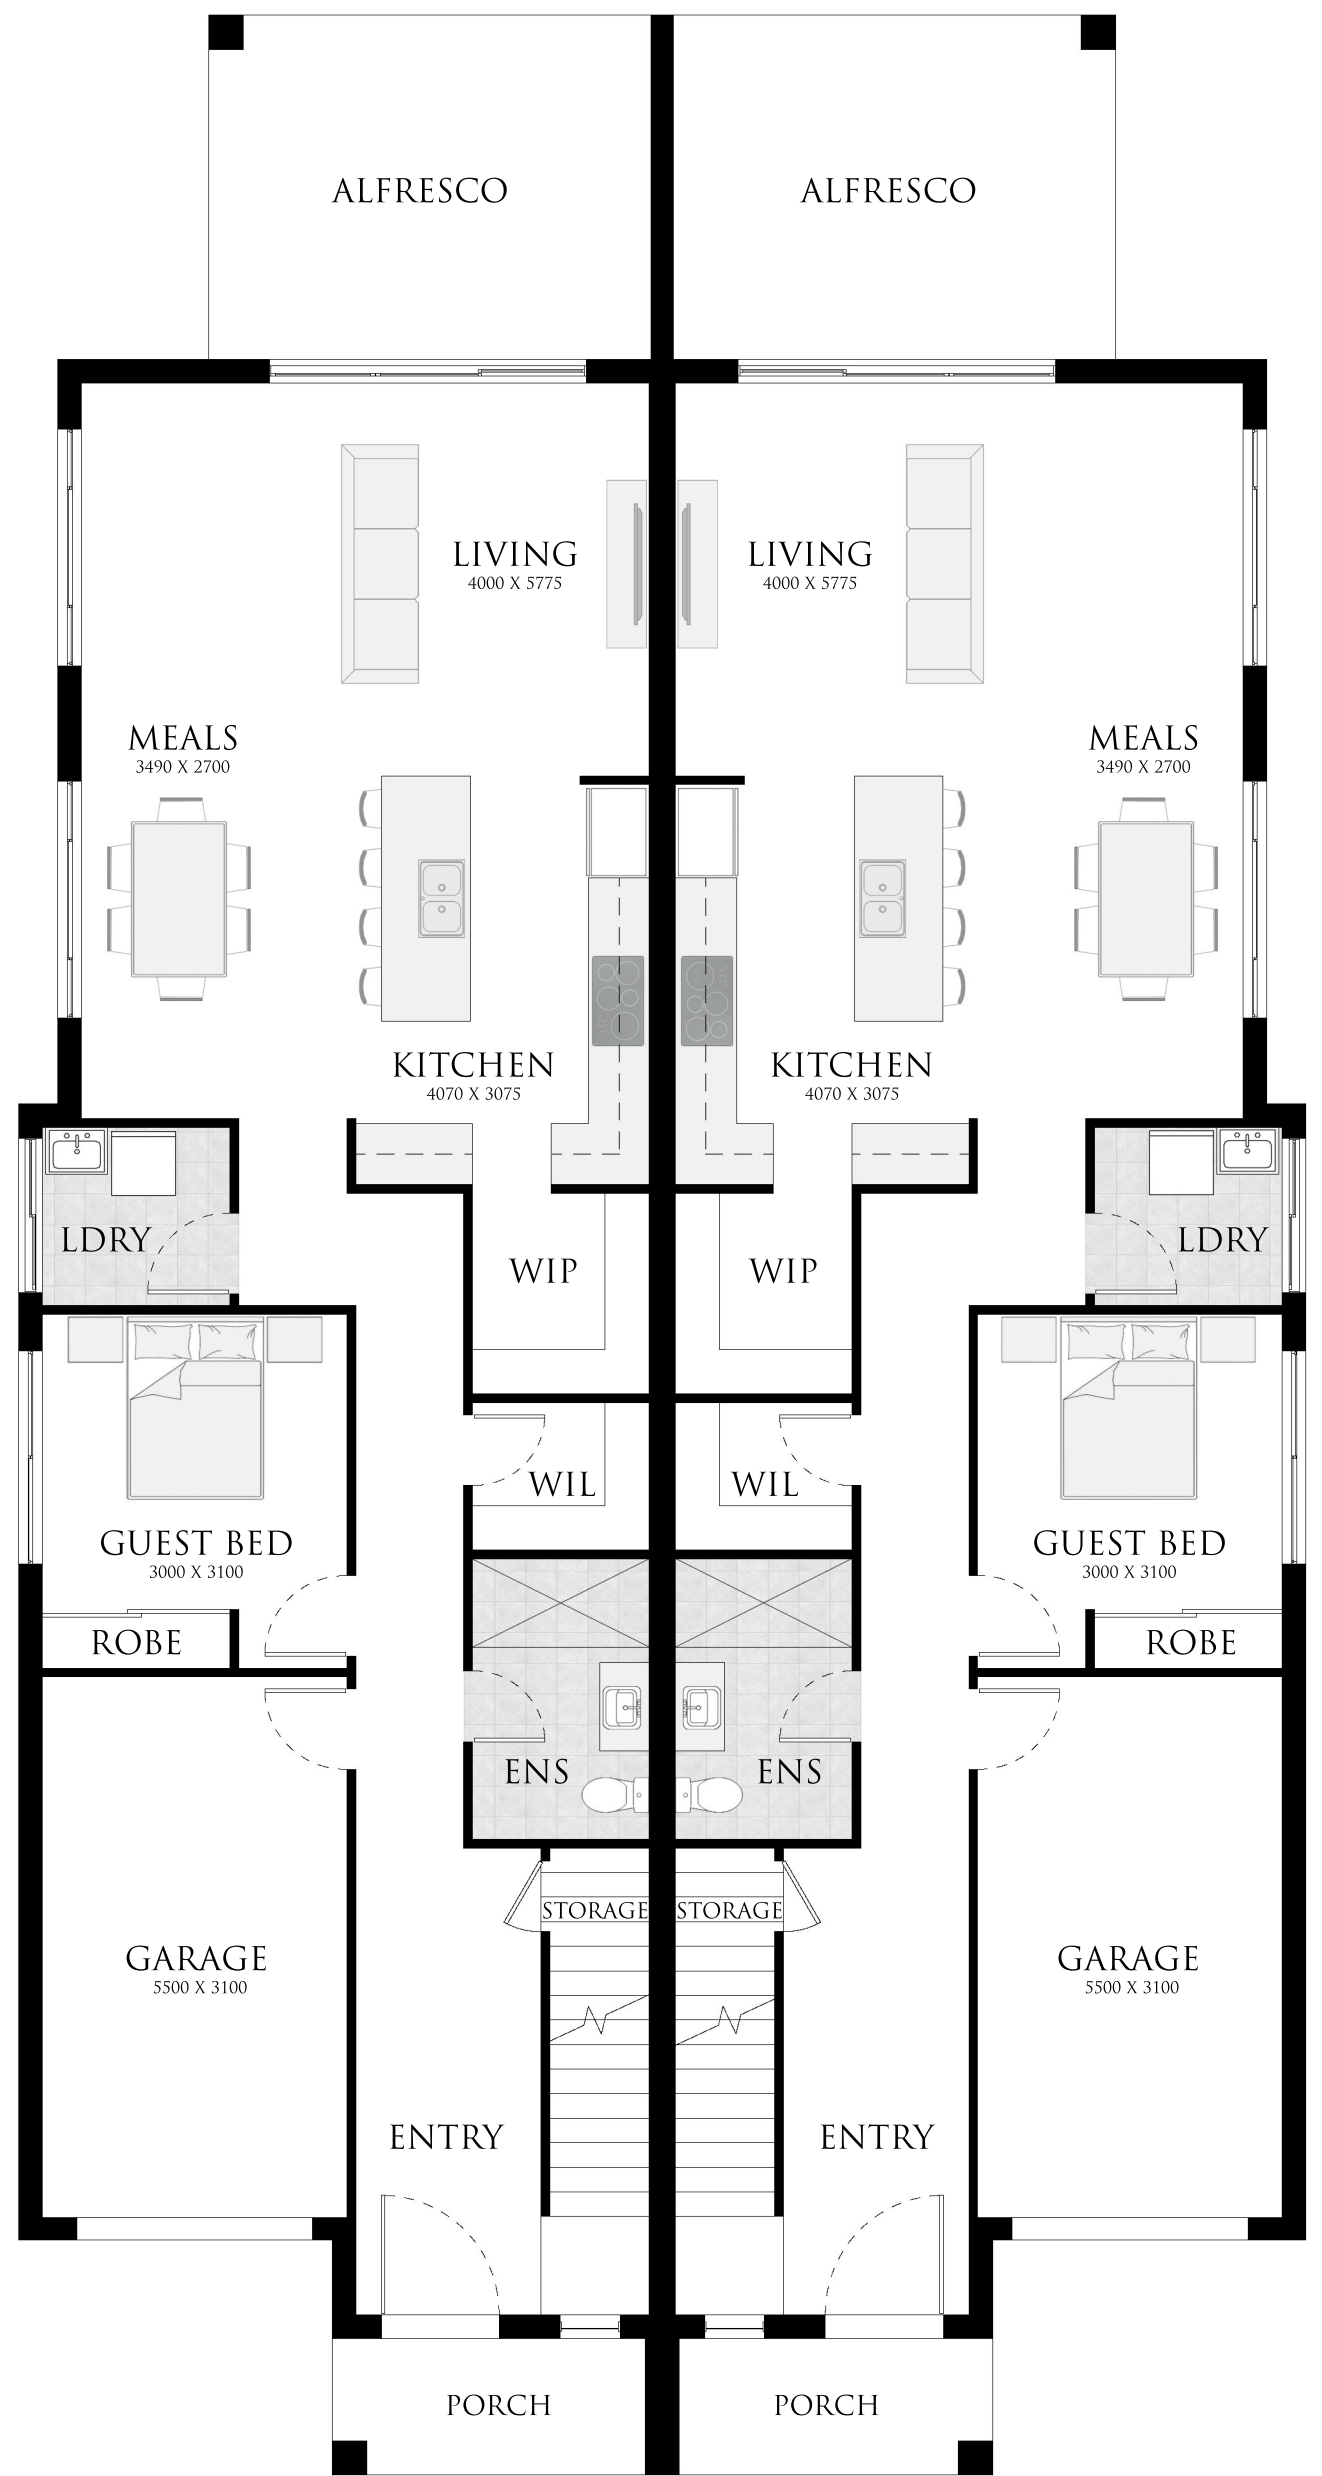 ALFRESCO
ALFRESCO
LIVING
4000 X 5775
LIVING
4000 X 5775
MEALS
3490 X 2700
MEALS
3490 X 2700
KITCHEN
4070 X 3075
KITCHEN
4070 X 3075
LDRY
LDRY
WIP
WIP
WIL
WIL
GUEST BED
3000 X 3100
GUEST BED
3000 X 3100
ROBE
ROBE
ENS
ENS
STORAGE
STORAGE
GARAGE
5500 X 3100
GARAGE
5500 X 3100
ENTRY
ENTRY
PORCH
PORCH